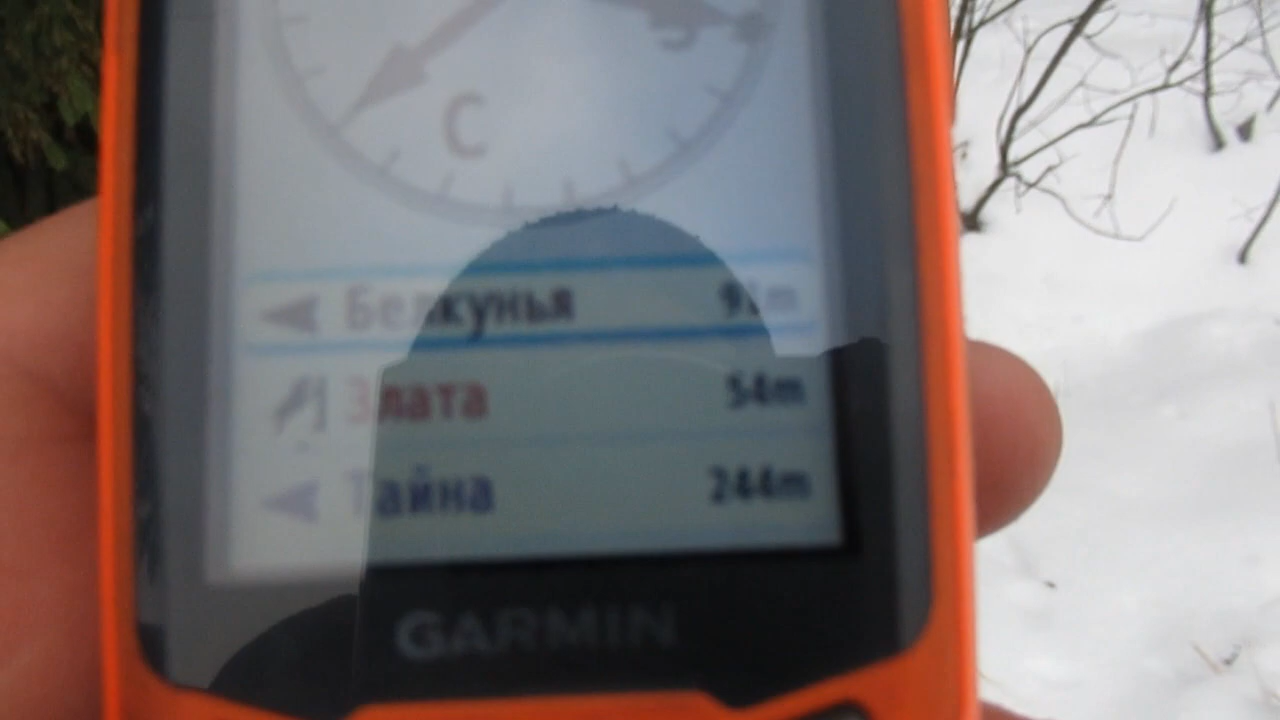 С
Белкунья
Злата 54m
Тайна 244m
GARMIN